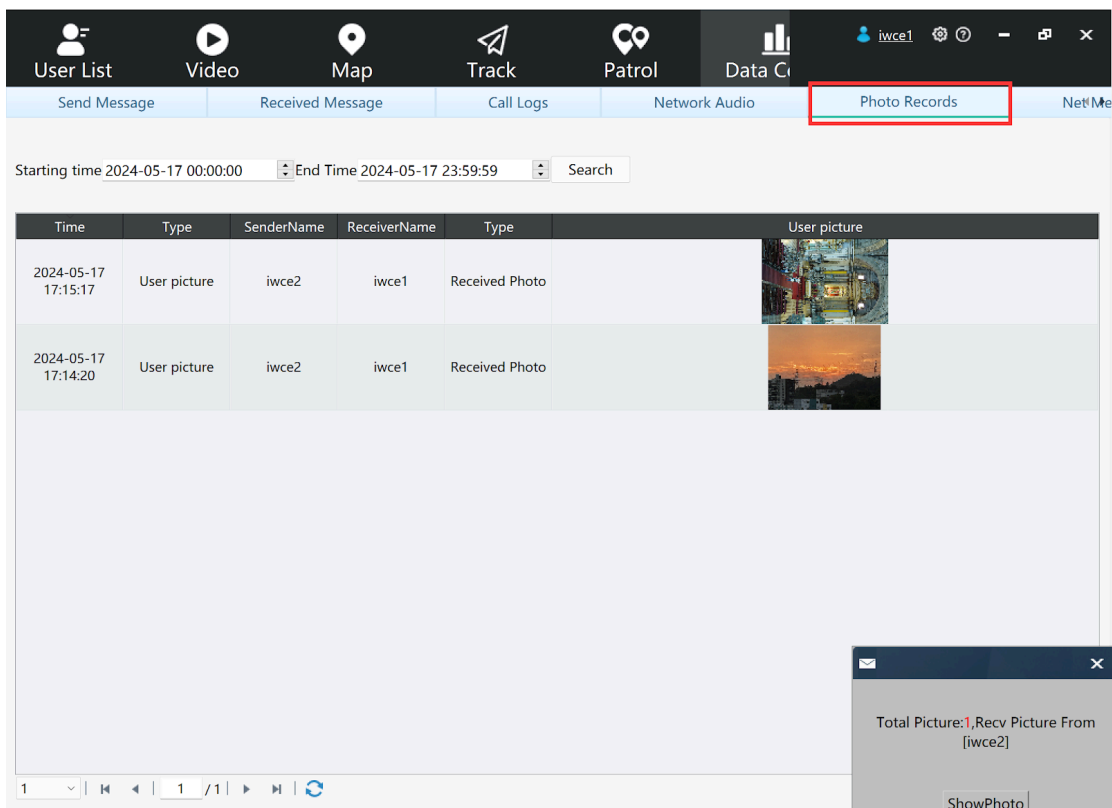 User List Video Map Track Patrol Data C iwce1
Send Message Received Message Call Logs Network Audio Photo Records Net Me
Starting time 2024-05-17 00:00:00 End Time 2024-05-17 23:59:59 Search
Time Type SenderName ReceiverName Type User picture
2024-05-17
17:15:17
User picture iwce2 iwce1 Received Photo
2024-05-17
17:14:20
User picture iwce2 iwce1 Received Photo
Total Picture:1,Recv Picture From
[iwce2]
ShowPhoto
1 1 /1